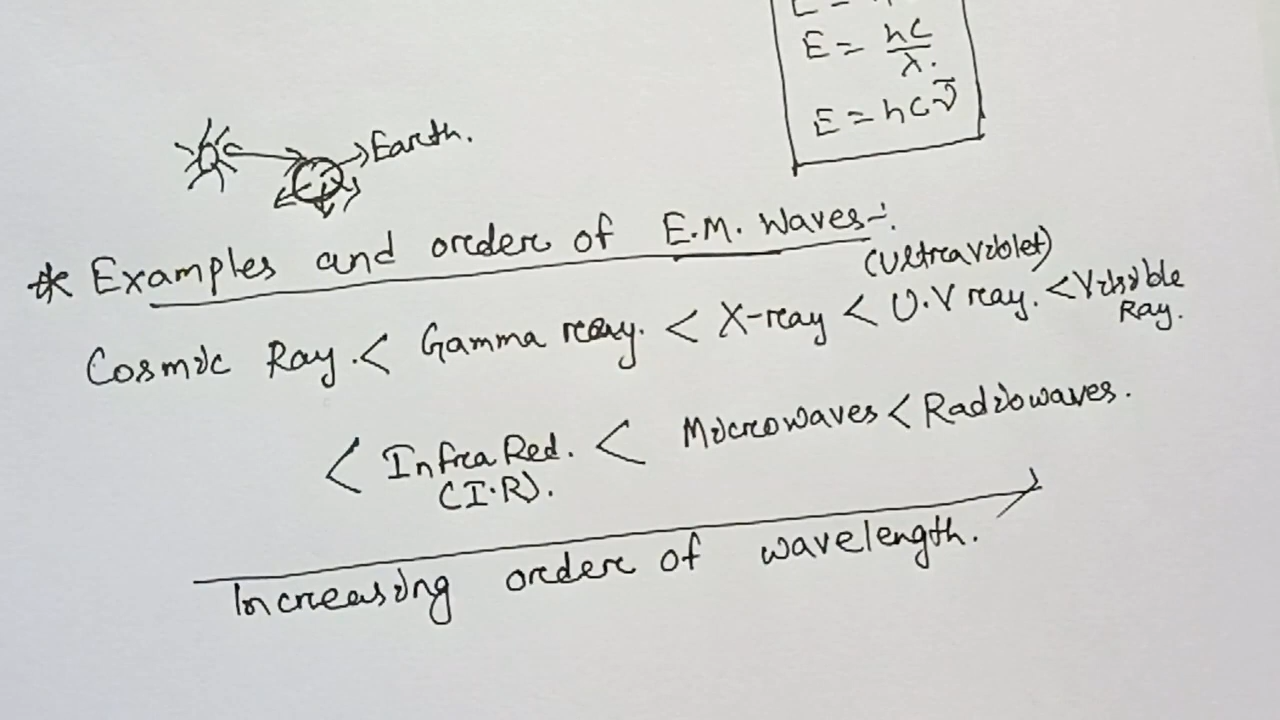 E = hc/λ.
E = hcν̄
Earth.
* Examples and order of E.M. Waves-:
(Ultraviolet)
Cosmic Ray. < Gamma ray. < X-ray < U.V ray. < Visible Ray.
< Infra Red. < Microwaves < Radiowaves.
(I.R).
Increasing order of wavelength.